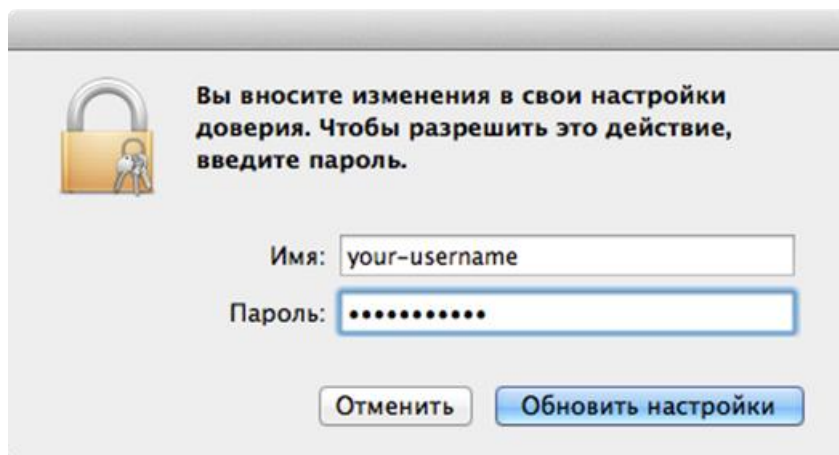 Вы вносите изменения в свои настройки
доверия. Чтобы разрешить это действие,
введите пароль.
Имя: your-username
Пароль: •••••••••••
Отменить Обновить настройки